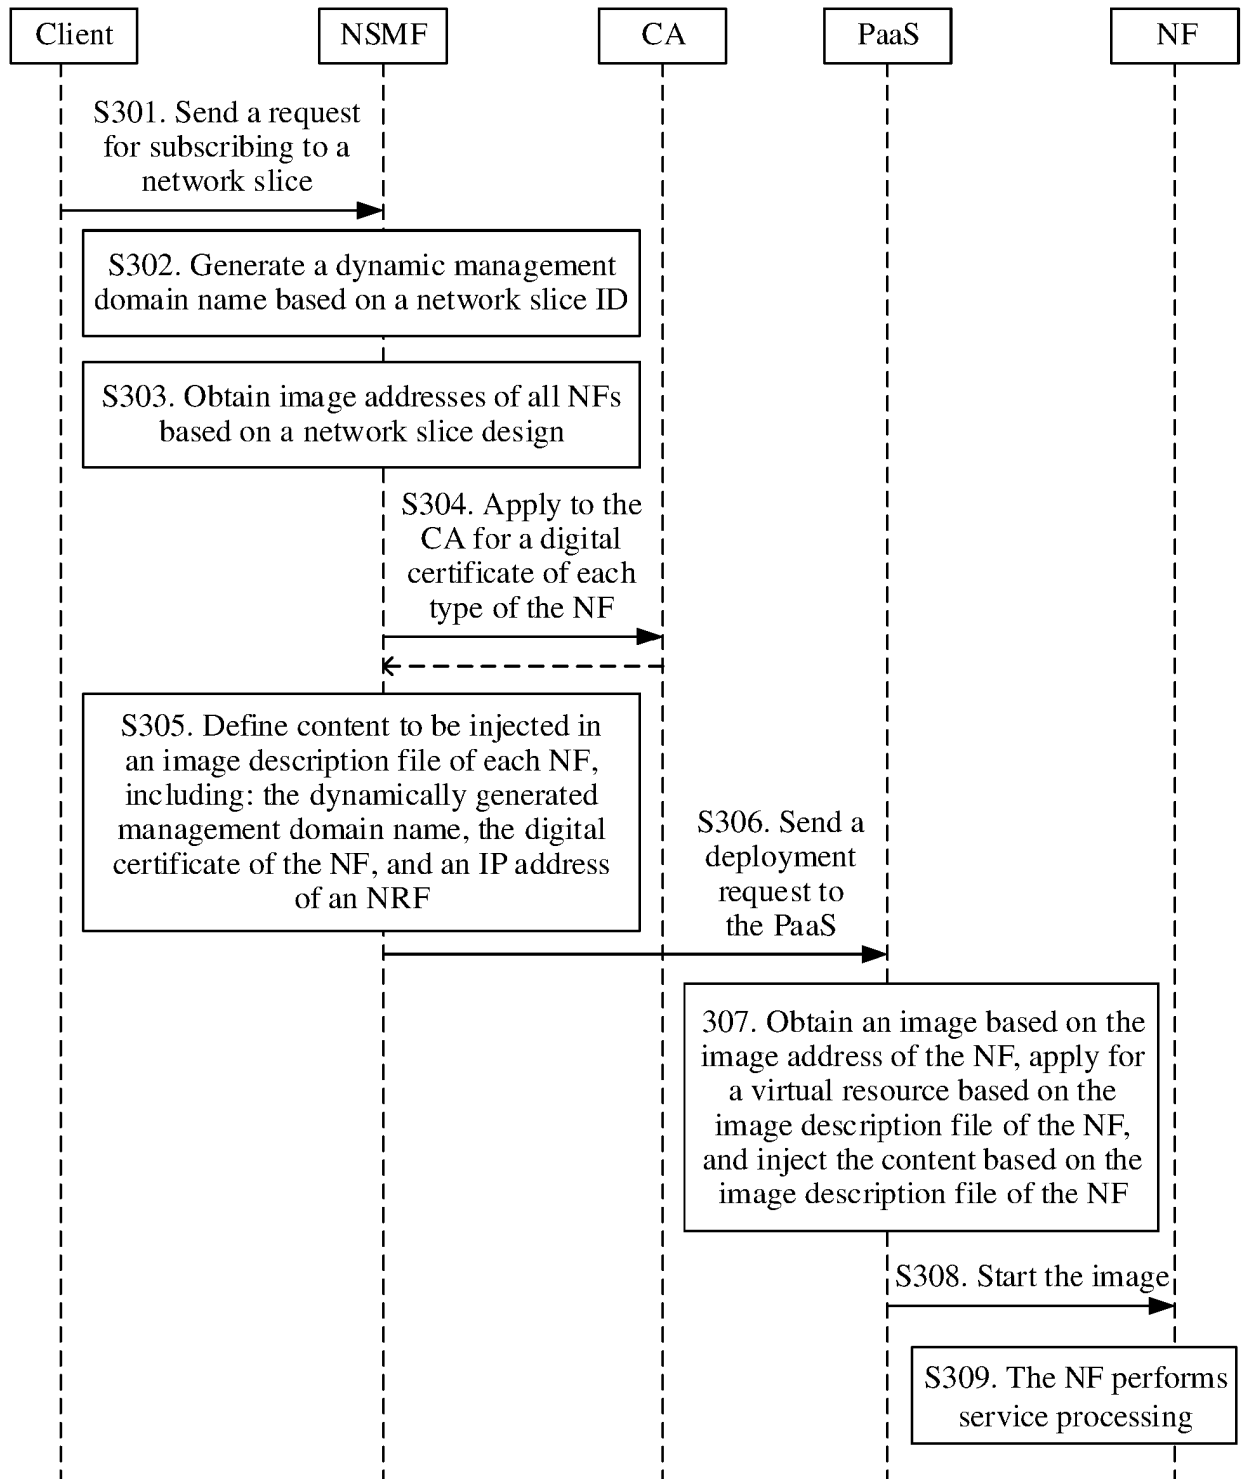 Client
NSMF
CA
PaaS
NF
S301. Send a request
for subscribing to a
network slice
S302. Generate a dynamic management
domain name based on a network slice ID
S303. Obtain image addresses of all NFs
based on a network slice design
S304. Apply to the
CA for a digital
certificate of each
type of the NF
S305. Define content to be injected in
an image description file of each NF,
including: the dynamically generated
management domain name, the digital
certificate of the NF, and an IP address
of an NRF
S306. Send a
deployment
request to
the PaaS
307. Obtain an image based on the
image address of the NF, apply for
a virtual resource based on the
image description file of the NF,
and inject the content based on the
image description file of the NF
S308. Start the image
S309. The NF performs
service processing